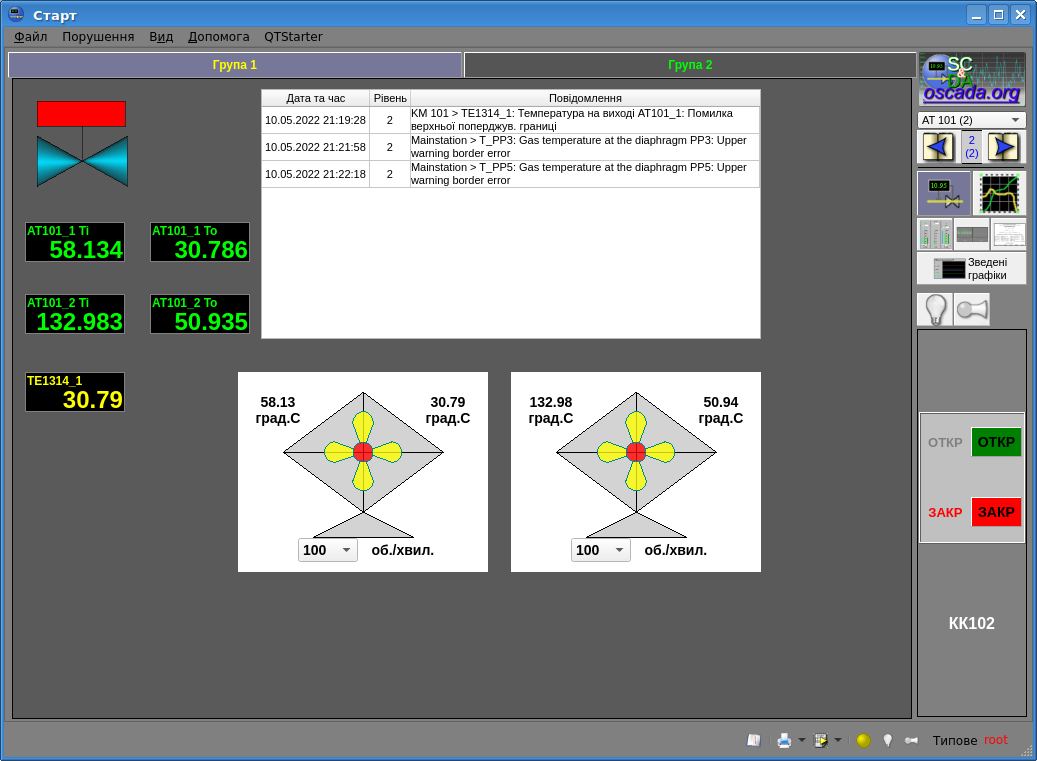 Старт
Файл Порушення Вид Допомога QTStarter
Група 1 Група 2
SC
&
DA
oscada.org
Дата та час Рівень Повідомлення
10.05.2022 21:19:28 2 KM 101 > TE1314_1: Температура на виході AT101_1: Помилка
верхньої поперджув. границі
10.05.2022 21:21:58 2 Mainstation > T_PP3: Gas temperature at the diaphragm PP3: Upper
warning border error
10.05.2022 21:22:18 2 Mainstation > T_PP5: Gas temperature at the diaphragm PP5: Upper
warning border error
AT101_1 Ti
58.134
AT101_1 To
30.786
AT101_2 Ti
132.983
AT101_2 To
50.935
TE1314_1
30.79
58.13
град.С
30.79
град.С
100 об./хвил.
132.98
град.С
50.94
град.С
100 об./хвил.
AT 101 (2)
2
(2)
10.95
Зведені
графіки
ОТКР ОТКР
ЗАКР ЗАКР
КК102
Типове root